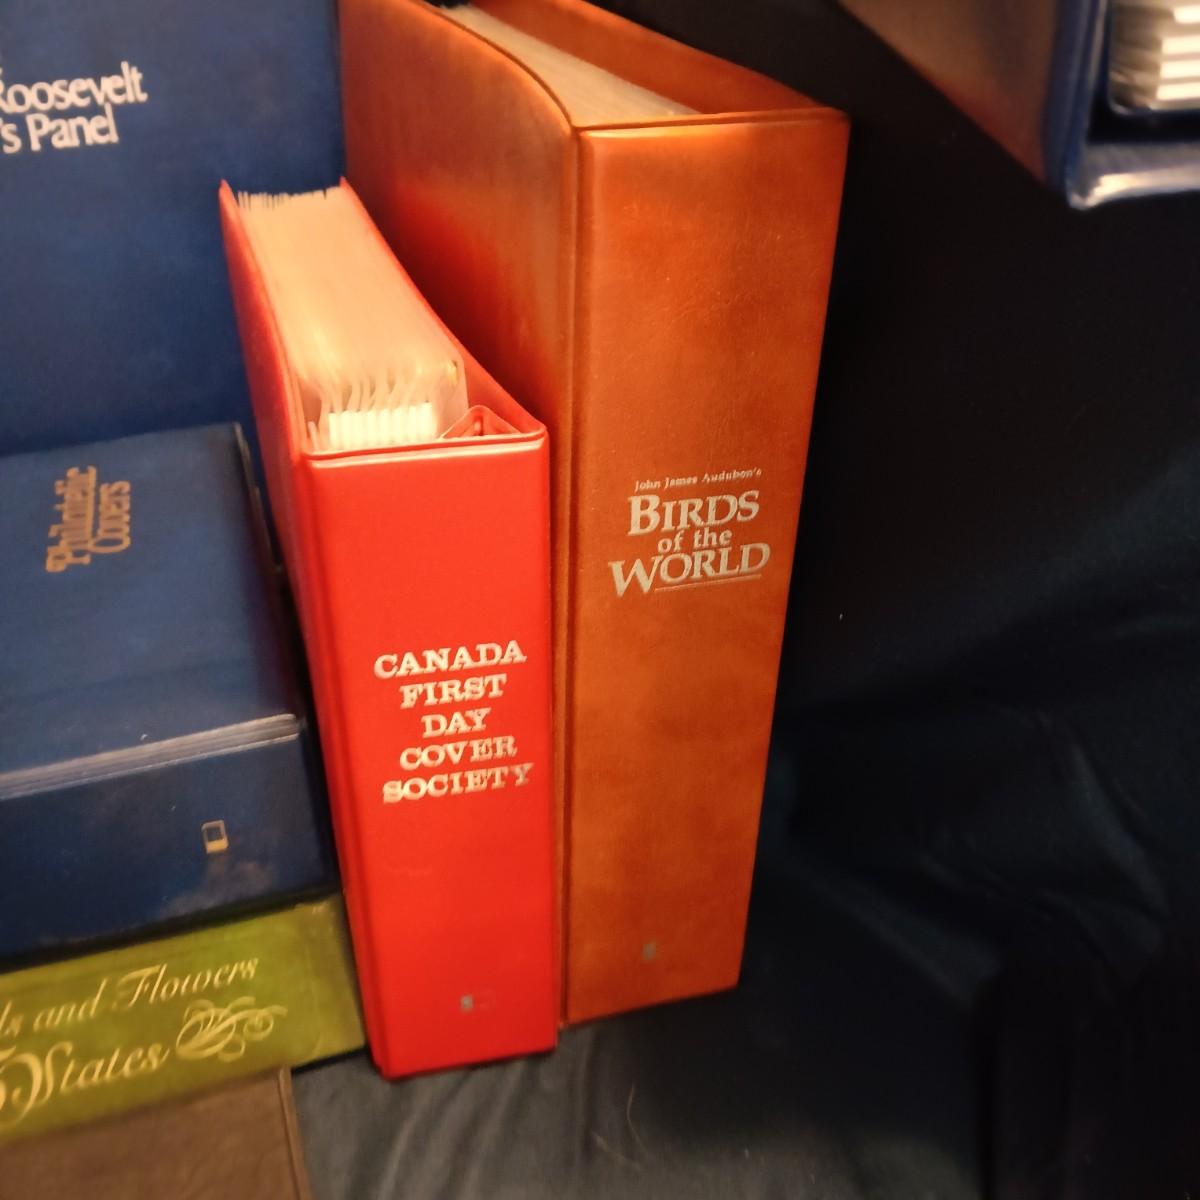 Roosevelt
's Panel
Philatelic
Covers
and Flowers
States
CANADA
FIRST
DAY
COVER
SOCIETY
John James Audubon's
BIRDS
of the
WORLD